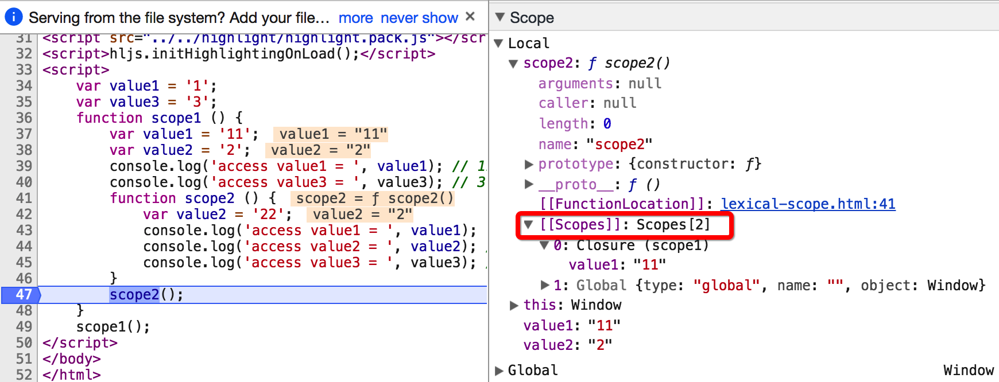 Serving from the file system? Add your file… more never show ✕
31 <script src="../../highlight/highlight.pack.js"></scr
32 <script>hljs.initHighlightingOnLoad();</script>
33 <script>
34 var value1 = '1';
35 var value3 = '3';
36 function scope1 () {
37 var value1 = '11'; value1 = "11"
38 var value2 = '2'; value2 = "2"
39 console.log('access value1 = ', value1); // 1
40 console.log('access value3 = ', value3); // 3
41 function scope2 () { scope2 = ƒ scope2()
42 var value2 = '22'; value2 = "2"
43 console.log('access value1 = ', value1);
44 console.log('access value2 = ', value2); /
45 console.log('access value3 = ', value3); /
46 }
47 scope2();
48 }
49 scope1();
50 </script>
51 </body>
52 </html>
Scope
Local
scope2: ƒ scope2()
arguments: null
caller: null
length: 0
name: "scope2"
prototype: {constructor: ƒ}
__proto__: ƒ ()
[[FunctionLocation]]: lexical-scope.html:41
[[Scopes]]: Scopes[2]
0: Closure (scope1)
value1: "11"
1: Global {type: "global", name: "", object: Window}
this: Window
value1: "11"
value2: "2"
Global Window